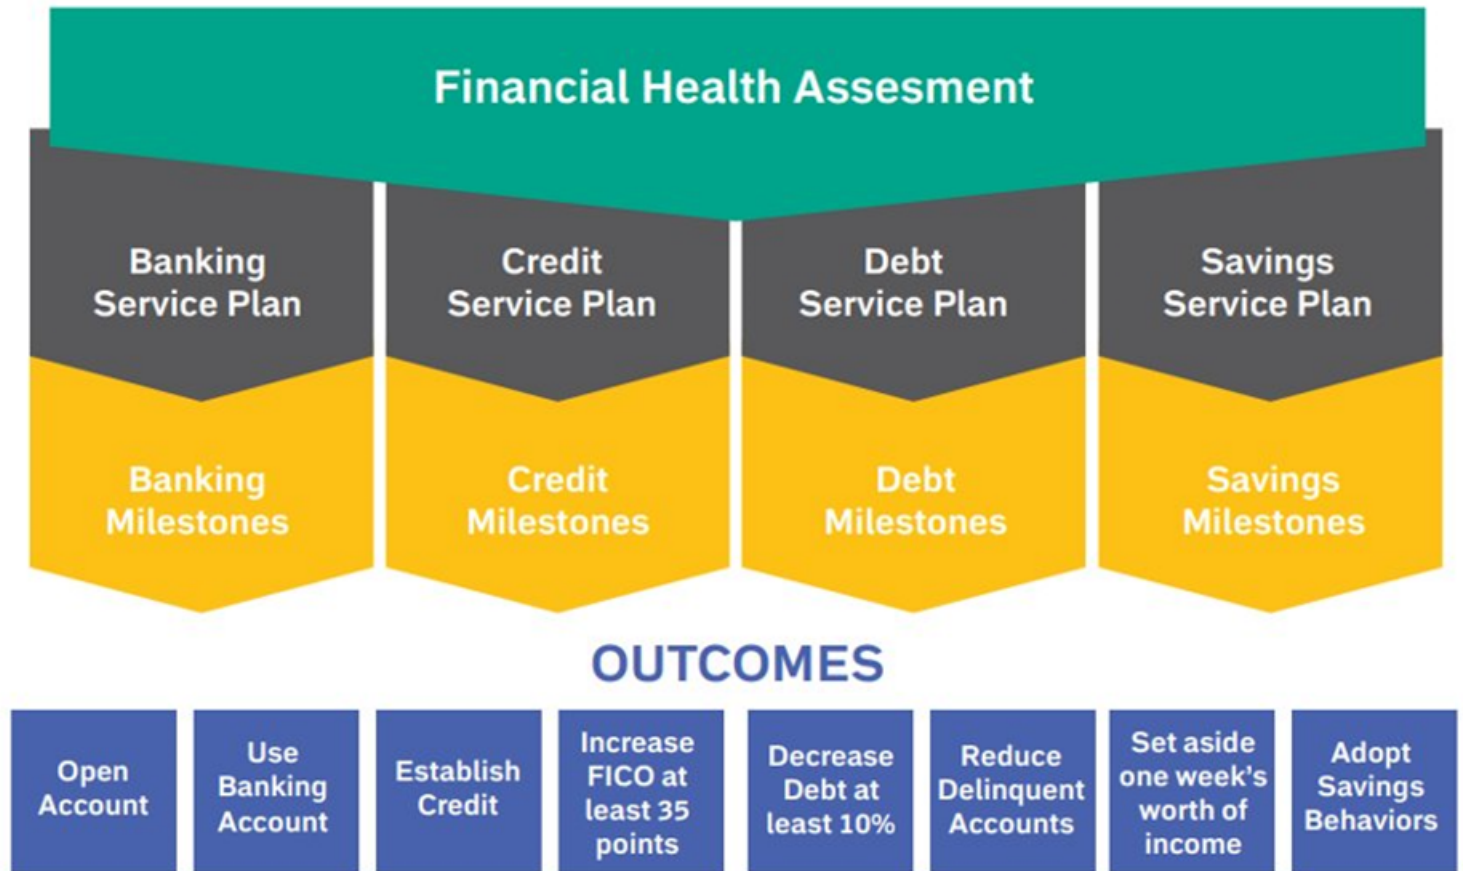 Financial Health Assesment
Banking
Service Plan
Credit
Service Plan
Debt
Service Plan
Savings
Service Plan
Banking
Milestones
Credit
Milestones
Debt
Milestones
Savings
Milestones
OUTCOMES
Open
Account
Use
Banking
Account
Establish
Credit
Increase
FICO at
least 35
points
Decrease
Debt at
least 10%
Reduce
Delinquent
Accounts
Set aside
one week’s
worth of
income
Adopt
Savings
Behaviors